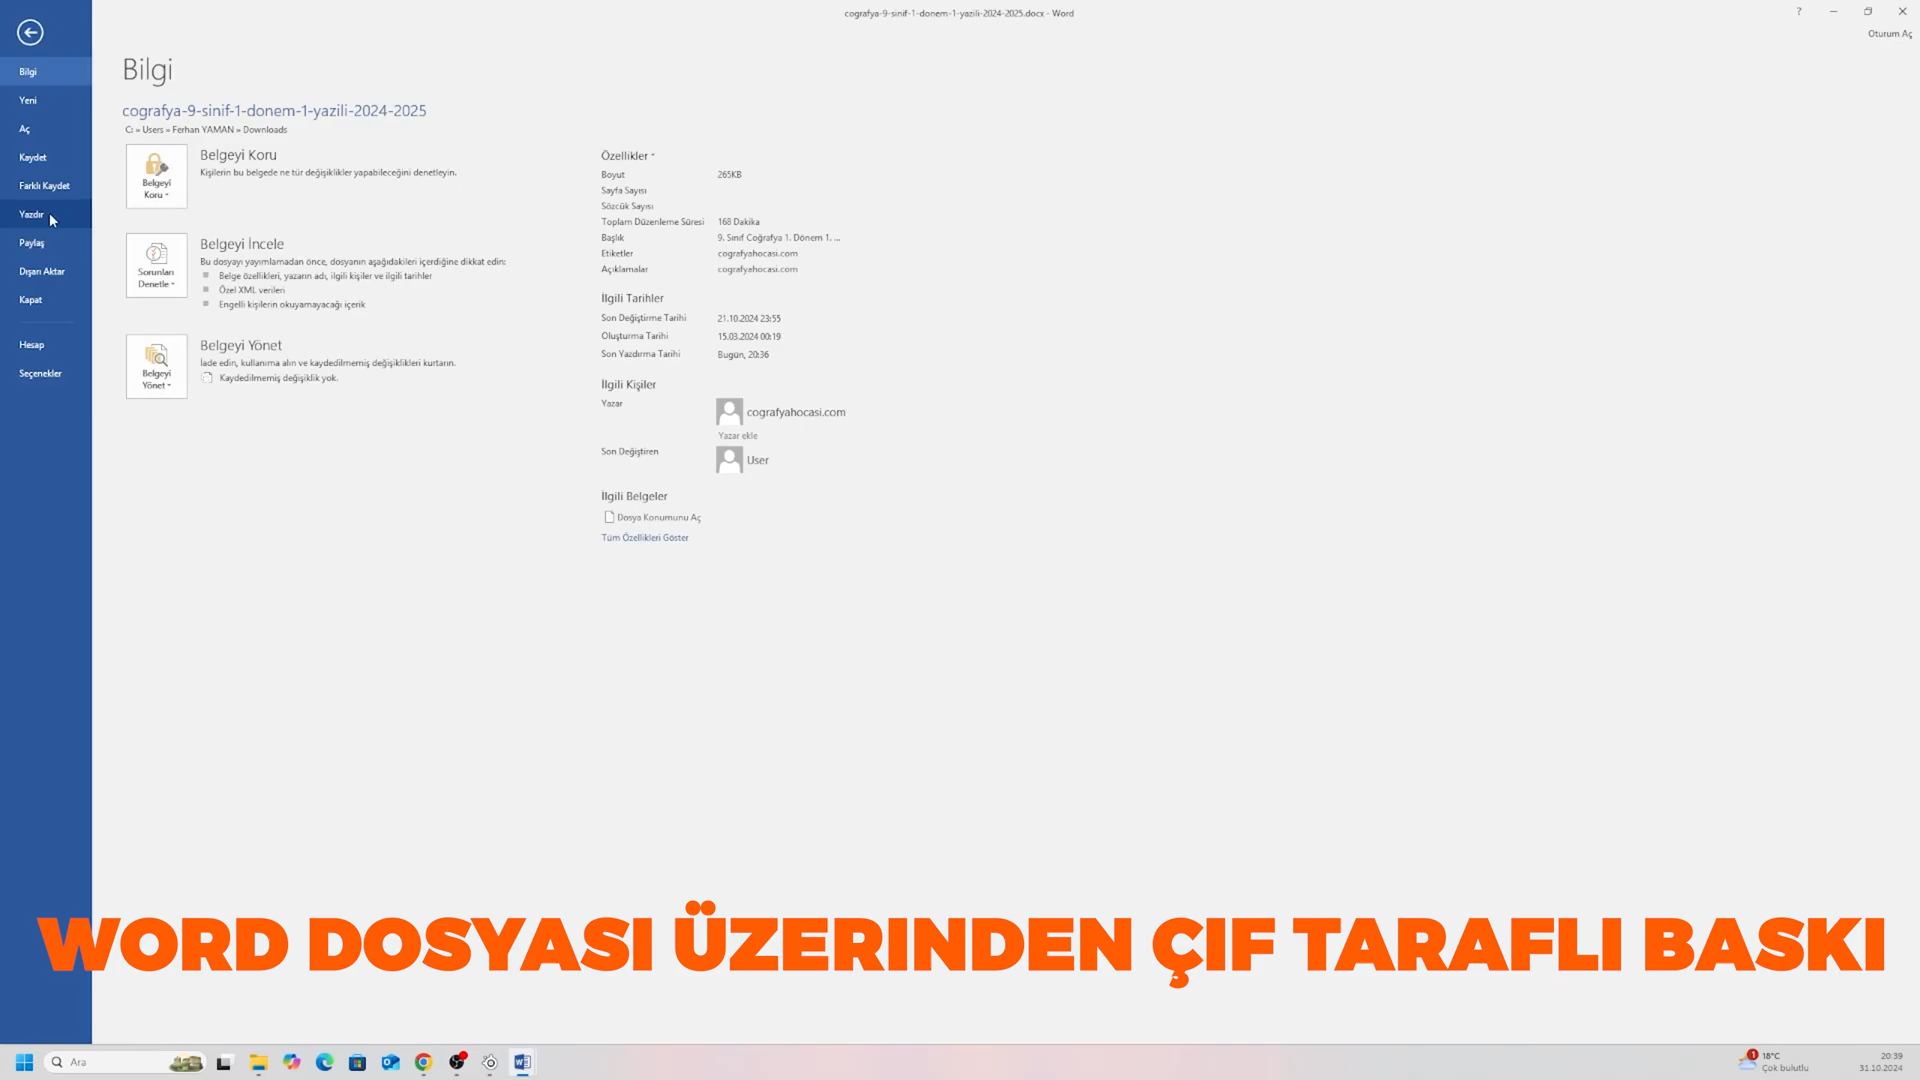 cografya-9-sinif-1-donem-1-yazili-2024-2025.docx - Word
?
Oturum Aç
Bilgi
Yeni
Aç
Kaydet
Farklı Kaydet
Yazdır
Paylaş
Dışarı Aktar
Kapat
Hesap
Seçenekler
Bilgi
cografya-9-sinif-1-donem-1-yazili-2024-2025
C: » Users » Ferhan YAMAN » Downloads
Belgeyi Koru
Belgeyi Koru
Kişilerin bu belgede ne tür değişiklikler yapabileceğini denetleyin.
Sorunları Denetle
Belgeyi İncele
Bu dosyayı yayımlamadan önce, dosyanın aşağıdakileri içerdiğine dikkat edin:
Belge özellikleri, yazarın adı, ilgili kişiler ve ilgili tarihler
Özel XML verileri
Engelli kişilerin okuyamayacağı içerik
Belgeyi Yönet
Belgeyi Yönet
İade edin, kullanıma alın ve kaydedilmemiş değişiklikleri kurtarın.
Kaydedilmemiş değişiklik yok.
Özellikler
Boyut 265KB
Sayfa Sayısı
Sözcük Sayısı
Toplam Düzenleme Süresi 168 Dakika
Başlık 9. Sınıf Coğrafya 1. Dönem 1. ...
Etiketler cografyahocasi.com
Açıklamalar cografyahocasi.com
İlgili Tarihler
Son Değiştirme Tarihi 21.10.2024 23:55
Oluşturma Tarihi 15.03.2024 00:19
Son Yazdırma Tarihi Bugün, 20:36
İlgili Kişiler
Yazar
cografyahocasi.com
Yazar ekle
Son Değiştiren
User
İlgili Belgeler
Dosya Konumunu Aç
Tüm Özellikleri Göster
WORD DOSYASI ÜZERINDEN ÇIF TARAFLI BASKI
Ara
1
18°C
Çok bulutlu
20:39
31.10.2024